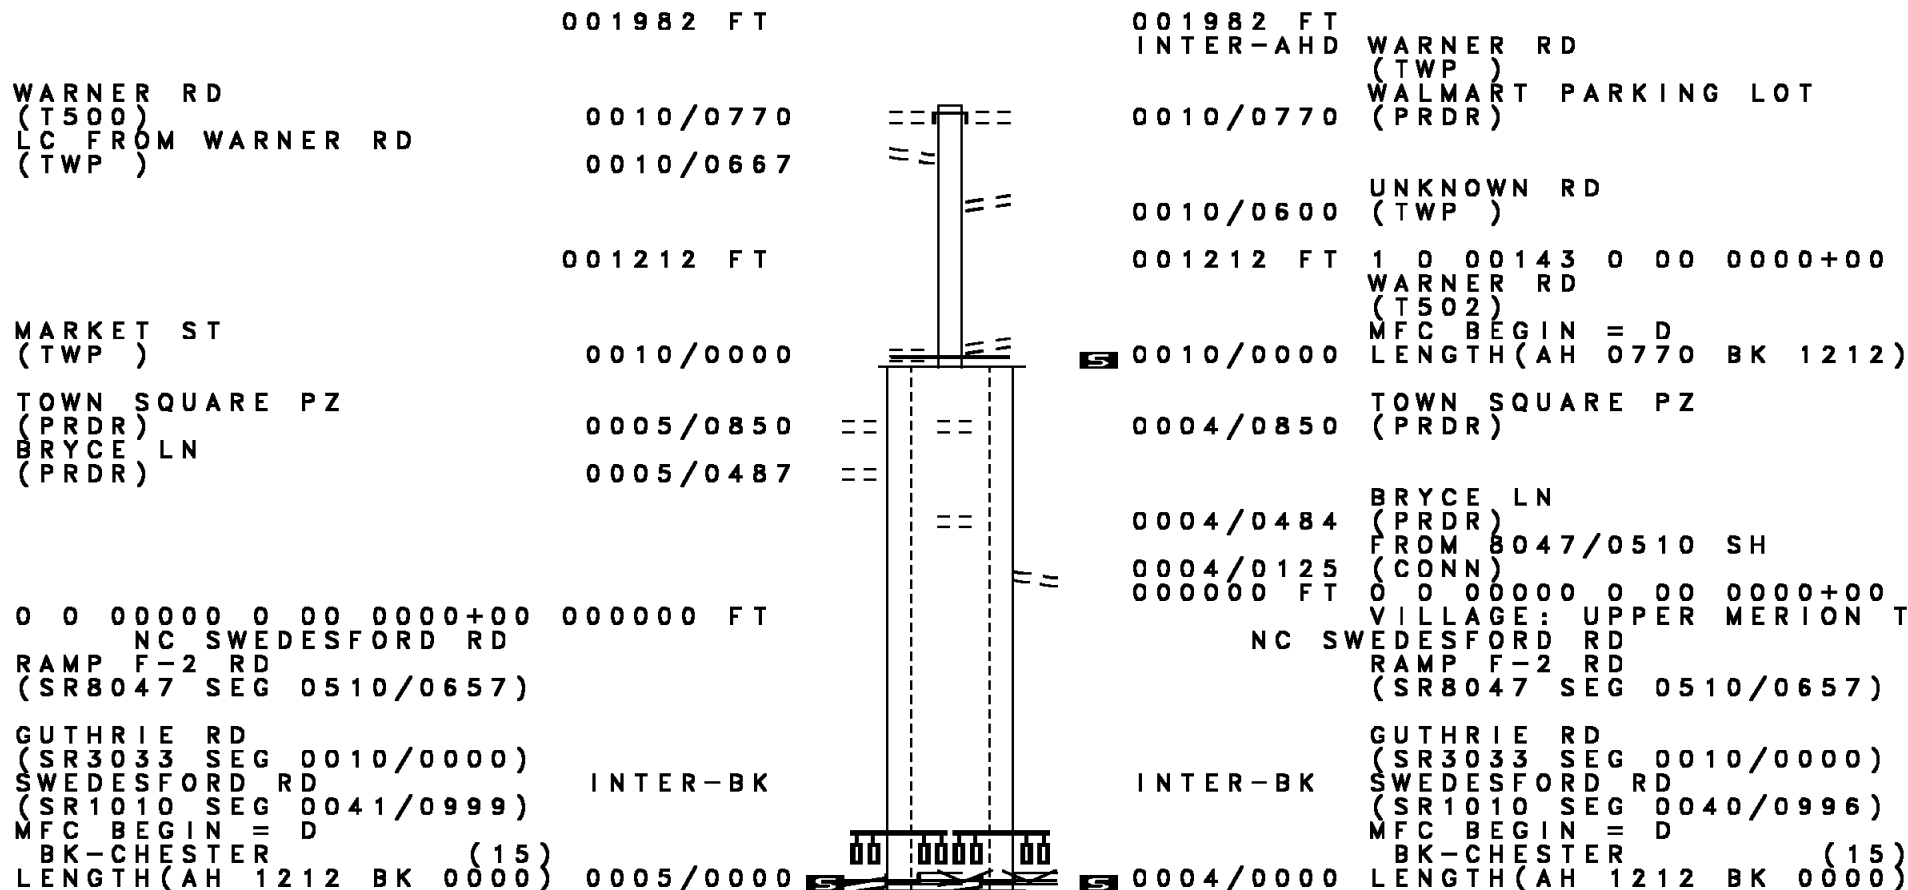 001982 FT 001982 FT
INTER-AHD WARNER RD
(TWP )
WARNER RD WALMART PARKING LOT
(T500) 0010/0770 0010/0770 (PRDR)
LC FROM WARNER RD
(TWP ) 0010/0667
UNKNOWN RD
0010/0600 (TWP )
001212 FT 001212 FT 1 0 00143 0 00 0000+00
WARNER RD
(T502)
MARKET ST MFC BEGIN = D
(TWP ) 0010/0000 S 0010/0000 LENGTH(AH 0770 BK 1212)
TOWN SQUARE PZ TOWN SQUARE PZ
(PRDR) 0005/0850 0004/0850 (PRDR)
BRYCE LN
(PRDR) 0005/0487
BRYCE LN
0004/0484 (PRDR)
FROM 8047/0510 SH
0004/0125 (CONN)
000000 FT 0 0 00000 0 00 0000+00
0 0 00000 0 00 0000+00 000000 FT VILLAGE: UPPER MERION T
NC SWEDESFORD RD NC SWEDESFORD RD
RAMP F-2 RD RAMP F-2 RD
(SR8047 SEG 0510/0657) (SR8047 SEG 0510/0657)
GUTHRIE RD GUTHRIE RD
(SR3033 SEG 0010/0000) (SR3033 SEG 0010/0000)
SWEDESFORD RD INTER-BK INTER-BK SWEDESFORD RD
(SR1010 SEG 0041/0999) (SR1010 SEG 0040/0996)
MFC BEGIN = D MFC BEGIN = D
BK-CHESTER (15) BK-CHESTER (15)
LENGTH(AH 1212 BK 0000) 0005/0000 S S 0004/0000 LENGTH(AH 1212 BK 0000)